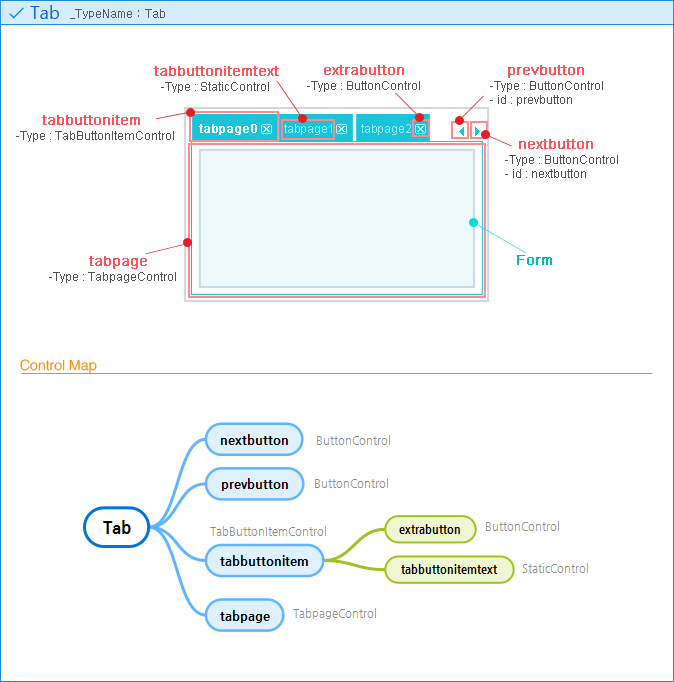 Tab _TypeName : Tab
tabbuttonitemtext
-Type : StaticControl
extrabutton
-Type : ButtonControl
prevbutton
-Type : ButtonControl
- id : prevbutton
tabbuttonitem
-Type : TabButtonItemControl
tabpage0
tabpage1
tabpage2
nextbutton
-Type : ButtonControl
- id : nextbutton
tabpage
-Type : TabpageControl
Form
Control Map
nextbutton ButtonControl
prevbutton ButtonControl
Tab
TabButtonItemControl
tabbuttonitem
extrabutton ButtonControl
tabbuttonitemtext StaticControl
tabpage TabpageControl